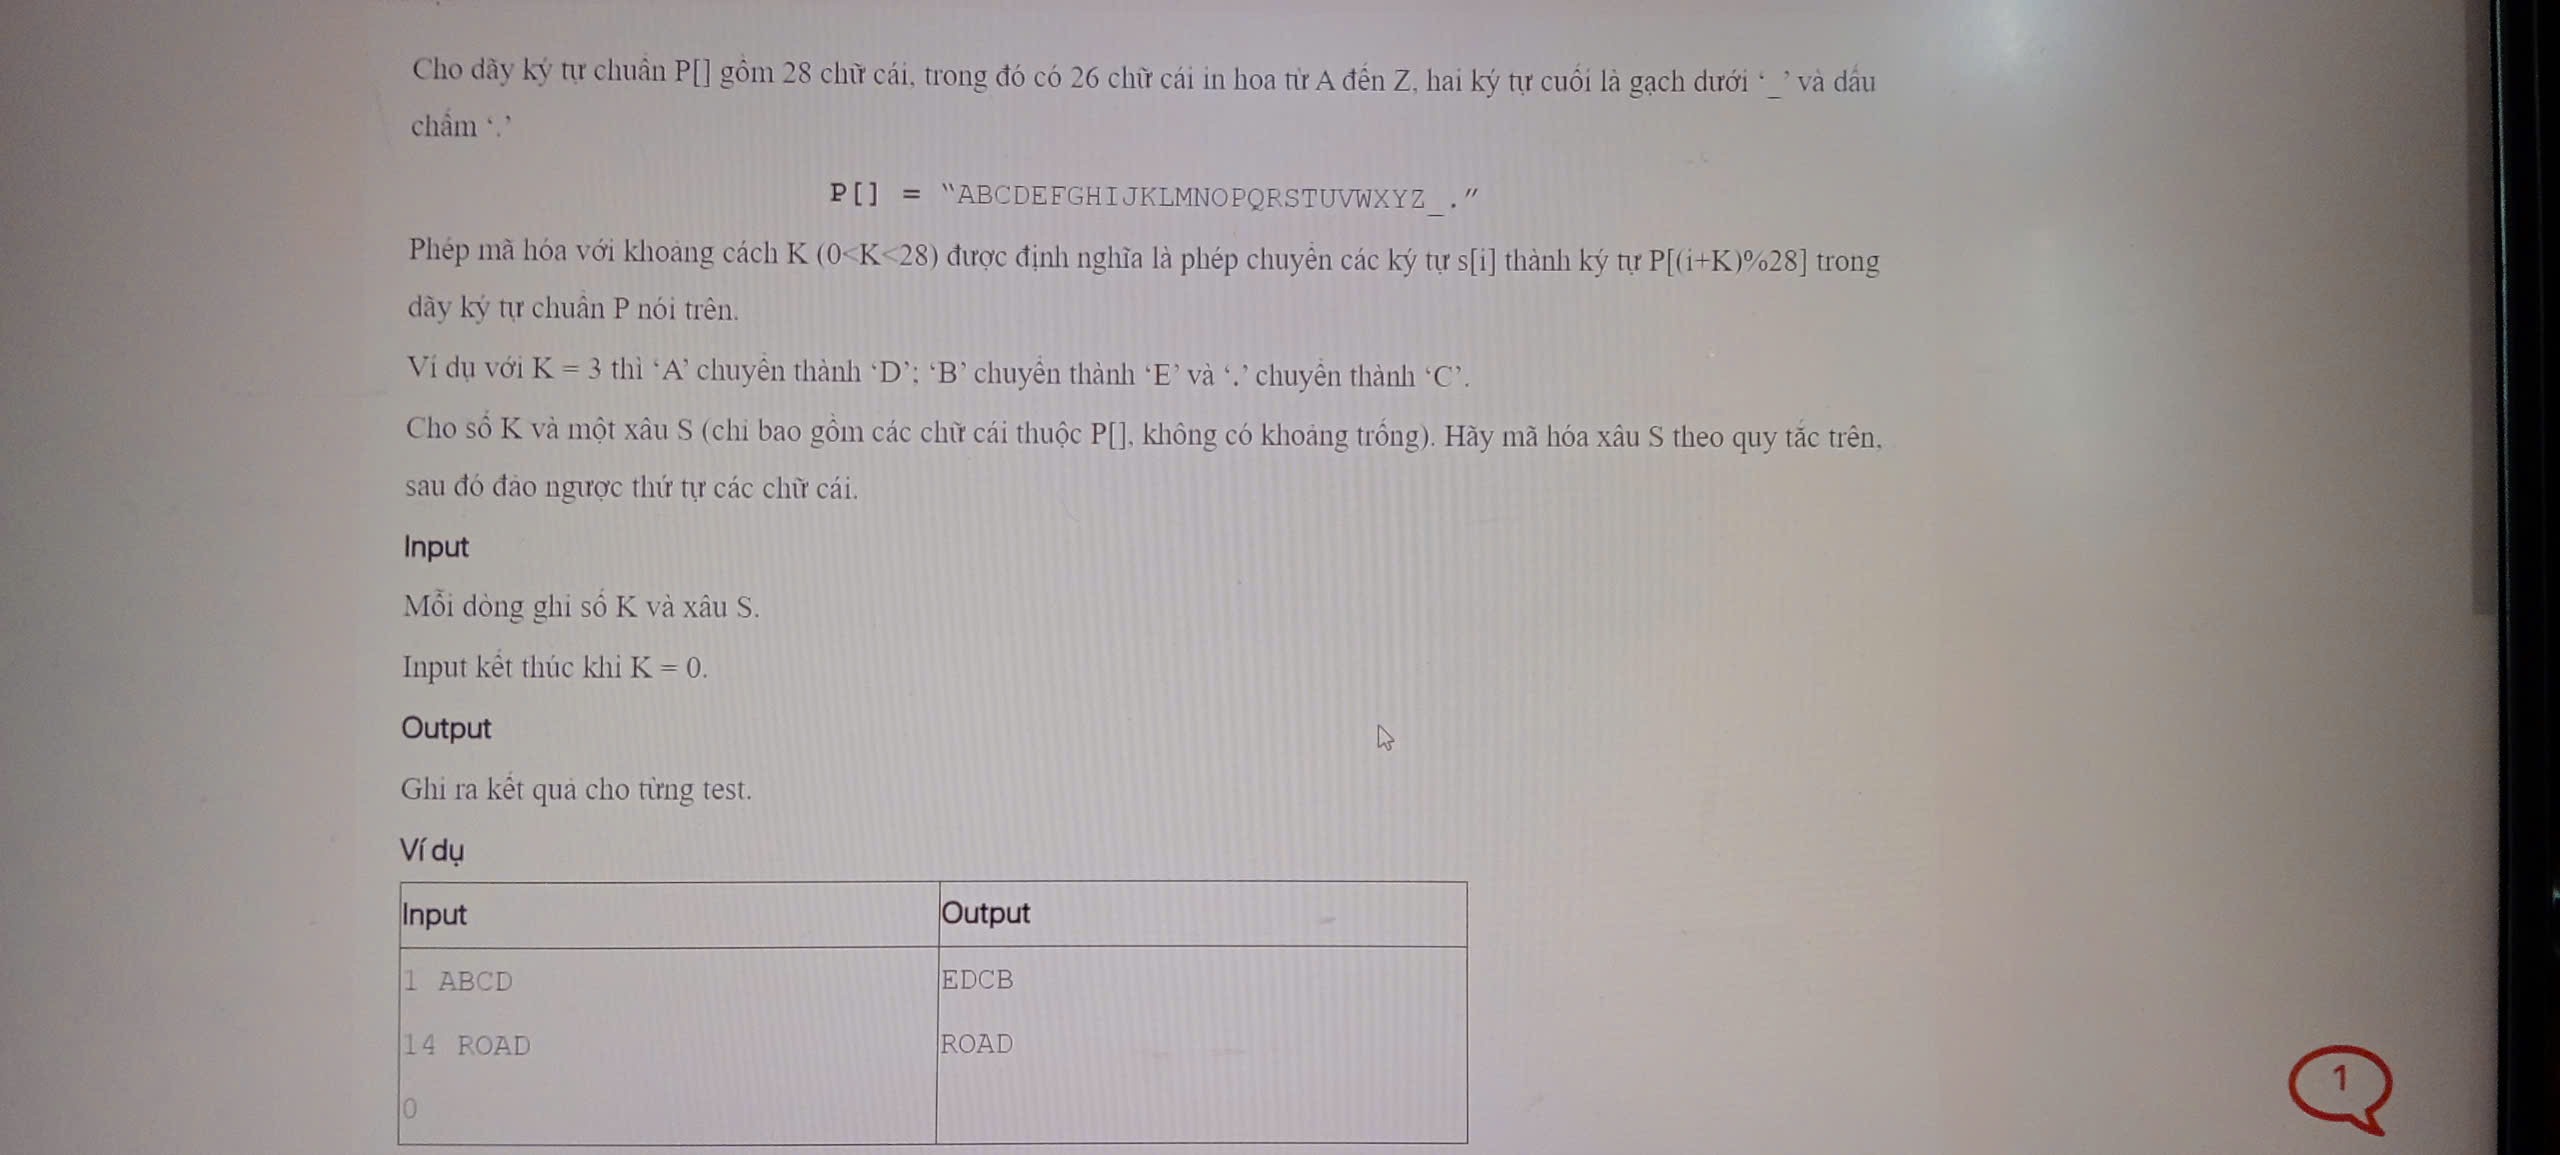 Cho dãy ký tự chuẩn P[] gồm 28 chữ cái, trong đó có 26 chữ cái in hoa từ A đến Z, hai ký tự cuối là gạch dưới ‘_’ và dấu
chấm ‘.’
P[] = “ABCDEFGHIJKLMNOPQRSTUVWXYZ_.”
Phép mã hóa với khoảng cách K (0<K<28) được định nghĩa là phép chuyển các ký tự s[i] thành ký tự P[(i+K)%28] trong
dãy ký tự chuẩn P nói trên.
Ví dụ với K = 3 thì ‘A’ chuyển thành ‘D’; ‘B’ chuyển thành ‘E’ và ‘.’ chuyển thành ‘C’.
Cho số K và một xâu S (chỉ bao gồm các chữ cái thuộc P[], không có khoảng trống). Hãy mã hóa xâu S theo quy tắc trên,
sau đó đảo ngược thứ tự các chữ cái.
Input
Mỗi dòng ghi số K và xâu S.
Input kết thúc khi K = 0.
Output
Ghi ra kết quả cho từng test.
Ví dụ
Input Output
1 ABCD EDCB
14 ROAD ROAD
0
1